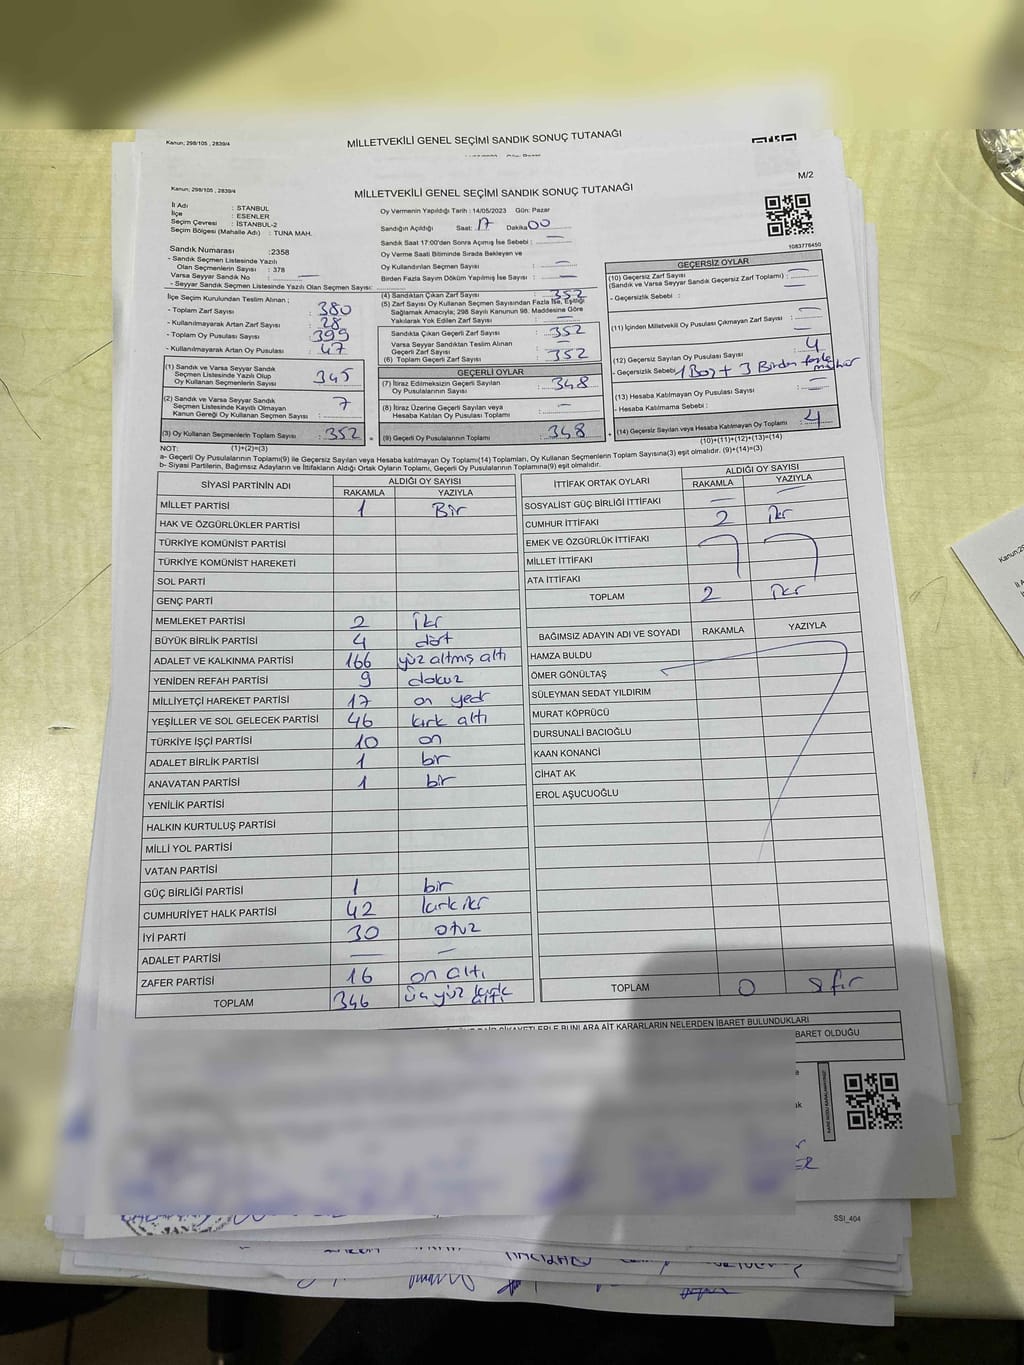 Kanun; 298/105 , 2839/4
MİLLETVEKİLİ GENEL SEÇİMİ SANDIK SONUÇ TUTANAĞI
M/2
Kanun; 298/105 , 2839/4
MİLLETVEKİLİ GENEL SEÇİMİ SANDIK SONUÇ TUTANAĞI
İl Adı : STANBUL
İlçe : ESENLER
Seçim Çevresi : İSTANBUL-2
Seçim Bölgesi (Mahalle Adı) : TUNA MAH.
Oy Vermenin Yapıldığı Tarih : 14/05/2023 Gün: Pazar
Sandığın Açıldığı Saat: 17 Dakika 00
Sandık Saat 17:00'den Sonra Açımış İse Sebebi : —
Oy Verme Saati Bitiminde Sırada Bekleyen ve
Oy Kullandırılan Seçmen Sayısı : —
Birden Fazla Sayım Döküm Yapılmış İse Sayısı : —
1083776450
Sandık Numarası :2358
- Sandık Seçmen Listesinde Yazılı
Olan Seçmenlerin Sayısı : 378
Varsa Seyyar Sandık No : —
- Seyyar Sandık Seçmen Listesinde Yazılı Olan Seçmen Sayısı:
İlçe Seçim Kurulundan Teslim Alınan ;
- Toplam Zarf Sayısı : 380
- Kullanılmayarak Artan Zarf Sayısı : 28
- Toplam Oy Pusulası Sayısı : 399
- Kullanılmayarak Artan Oy Pusulası : 47
(1) Sandık ve Varsa Seyyar Sandık
Seçmen Listesinde Yazılı Olup
Oy Kullanan Seçmenlerin Sayısı : 345
(2) Sandık ve Varsa Seyyar Sandık
Seçmen Listesinde Kayıtlı Olmayan
Kanun Gereği Oy Kullanan Seçmen Sayısı : 7
(3) Oy Kullanan Seçmenlerin Toplam Sayısı : 352
(1)+(2)=(3)
(4) Sandıktan Çıkan Zarf Sayısı : 352
(5) Zarf Sayısı Oy Kullanan Seçmen Sayısından Fazla İse, Eşitliği
Sağlamak Amacıyla; 298 Sayılı Kanunun 98. Maddesine Göre
Yakılarak Yok Edilen Zarf Sayısı : —
Sandıkta Çıkan Geçerli Zarf Sayısı : 352
Varsa Seyyar Sandıktan Teslim Alınan
Geçerli Zarf Sayısı : —
(6) Toplam Geçerli Zarf Sayısı : 352
GEÇERLİ OYLAR
(7) İtiraz Edilmeksizin Geçerli Sayılan
Oy Pusulalarının Sayısı : 348
(8) İtiraz Üzerine Geçerli Sayılan veya
Hesaba Katılan Oy Pusulası Toplamı : —
(9) Geçerli Oy Pusulalarının Toplamı : 348
GEÇERSİZ OYLAR
(10) Geçersiz Zarf Sayısı : —
(Sandık ve Varsa Seyyar Sandık Geçersiz Zarf Toplamı) : —
- Geçersizlik Sebebi :
(11) İçinden Milletvekili Oy Pusulası Çıkmayan Zarf Sayısı : —
(12) Geçersiz Sayılan Oy Pusulası Sayısı : 4
- Geçersizlik Sebebi : 1 Boş + 3 Birden fazla mühür
(13) Hesaba Katılmayan Oy Pusulası Sayısı : —
- Hesaba Katılmama Sebebi :
(14) Geçersiz Sayılan veya Hesaba Katılmayan Oy Toplamı : 4
(10)+(11)+(12)+(13)=(14)
NOT:
a- Geçerli Oy Pusulalarının Toplamı(9) ile Geçersiz Sayılan veya Hesaba Katılmayan Oy Toplamı(14) Toplamları, Oy Kullanan Seçmenlerin Toplam Sayısına(3) eşit olmalıdır. (9)+(14)=(3)
b- Siyasi Partilerin, Bağımsız Adayların ve İttifakların Aldığı Ortak Oyların Toplamı, Geçerli Oy Pusulalarının Toplamına(9) eşit olmalıdır.
SİYASİ PARTİNİN ADI ALDIĞI OY SAYISI
RAKAMLA YAZIYLA
MİLLET PARTİSİ 1 Bir
HAK VE ÖZGÜRLÜKLER PARTİSİ
TÜRKİYE KOMÜNİST PARTİSİ
TÜRKİYE KOMÜNİST HAREKETİ
SOL PARTİ
GENÇ PARTİ
MEMLEKET PARTİSİ 2 iki
BÜYÜK BİRLİK PARTİSİ 4 dört
ADALET VE KALKINMA PARTİSİ 166 yüz altmış altı
YENİDEN REFAH PARTİSİ 9 dokuz
MİLLİYETÇİ HAREKET PARTİSİ 17 on yedi
YEŞİLLER VE SOL GELECEK PARTİSİ 46 kırk altı
TÜRKİYE İŞÇİ PARTİSİ 10 on
ADALET BİRLİK PARTİSİ 1 bir
ANAVATAN PARTİSİ 1 bir
YENİLİK PARTİSİ
HALKIN KURTULUŞ PARTİSİ
MİLLİ YOL PARTİSİ
VATAN PARTİSİ
GÜÇ BİRLİĞİ PARTİSİ 1 bir
CUMHURİYET HALK PARTİSİ 42 kırk iki
İYİ PARTİ 30 otuz
ADALET PARTİSİ — —
ZAFER PARTİSİ 16 on altı
TOPLAM 346 üç yüz kırk altı
İTTİFAK ORTAK OYLARI ALDIĞI OY SAYISI
RAKAMLA YAZIYLA
SOSYALİST GÜÇ BİRLİĞİ İTTİFAKI — —
CUMHUR İTTİFAKI 2 iki
EMEK VE ÖZGÜRLÜK İTTİFAKI
MİLLET İTTİFAKI
ATA İTTİFAKI
TOPLAM 2 iki
BAĞIMSIZ ADAYIN ADI VE SOYADI RAKAMLA YAZIYLA
HAMZA BULDU
ÖMER GÖNÜLTAŞ
SÜLEYMAN SEDAT YILDIRIM
MURAT KÖPRÜCÜ
DURSUNALİ BACIOĞLU
KAAN KONANCİ
CİHAT AK
EROL AŞUCUOĞLU
TOPLAM 0 sıfır
BUNLARA AİT KARARLARIN NELERDEN İBARET BULUNDUKLARI
BARET OLDUĞU
SSI_404